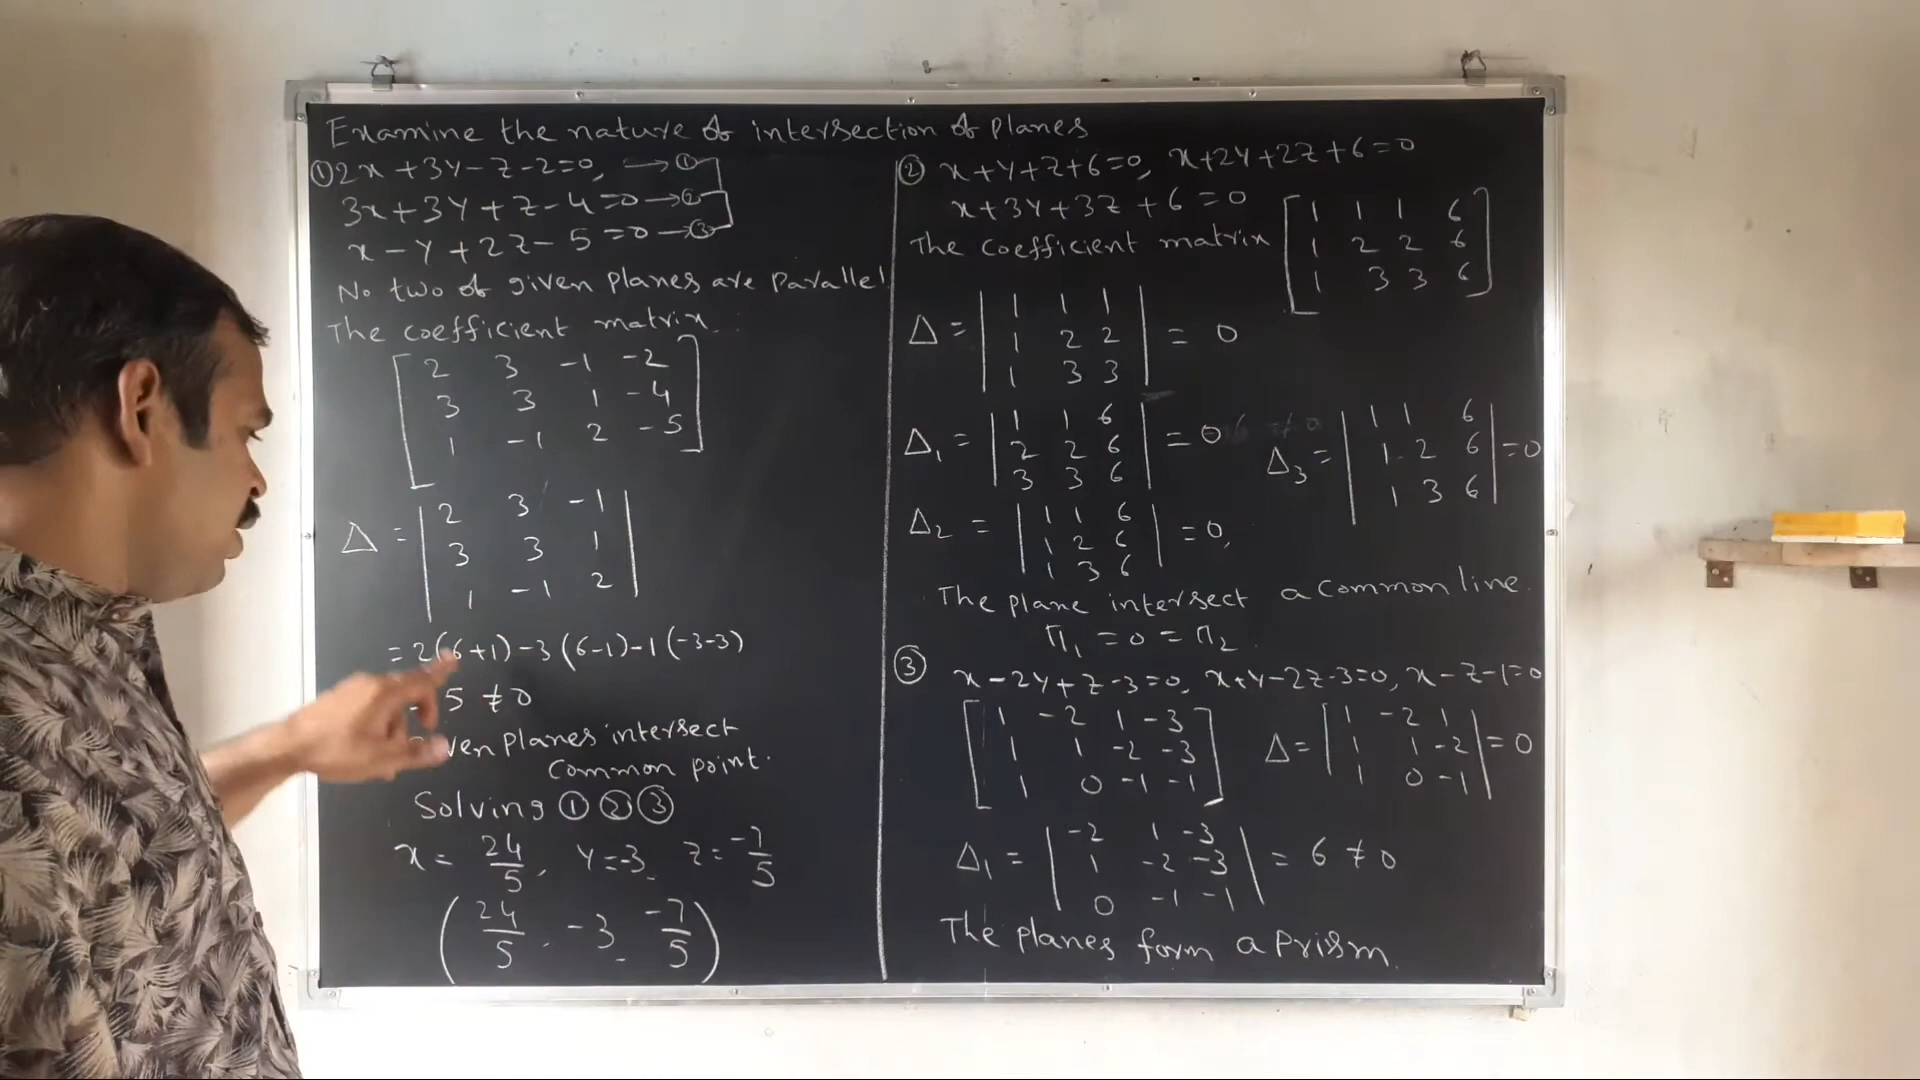 Examine the nature of intersection of planes
① 2x+3y-z-2=0, → ①
3x+3y+z-4=0 → ②
x-y+2z-5=0 → ③
No two of given planes are parallel
The coefficient matrix
[ 2 3 -1 -2
3 3 1 -4
1 -1 2 -5 ]
Δ = | 2 3 -1
3 3 1
1 -1 2 |
= 2(6+1)-3(6-1)-1(-3-3)
5 ≠ 0
planes intersect
common point.
Solving ① ② ③
x = 24/5, y=-3, z = -7/5
(24/5, -3, -7/5)
② x+y+z+6=0, x+2y+2z+6=0
x+3y+3z+6=0
The coefficient matrix
[ 1 1 1 6
1 2 2 6
1 3 3 6 ]
Δ = | 1 1 1
1 2 2
1 3 3 | = 0
Δ1 = | 1 1 6
2 2 6
3 3 6 | = 0
Δ3 = | 1 1 6
1 2 6
1 3 6 | = 0
Δ2 = | 1 1 6
1 2 6
1 3 6 | = 0,
The plane intersect a common line.
Π1 = 0 = Π2
③ x-2y+z-3=0, x+y-2z-3=0, x-z-1=0
[ 1 -2 1 -3
1 1 -2 -3
1 0 -1 -1 ]
Δ = | 1 -2 1
1 1 -2
1 0 -1 | = 0
Δ1 = | -2 1 -3
1 -2 -3
0 -1 -1 | = 6 ≠ 0
The planes form a prism.